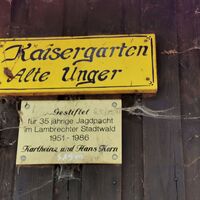 Kaisergarten
Alte Unger
Gestiftet
für 35 jährige Jagdpacht
im Lambrechter Stadtwald
1951 - 1986
Karlheinz und Hans Kern